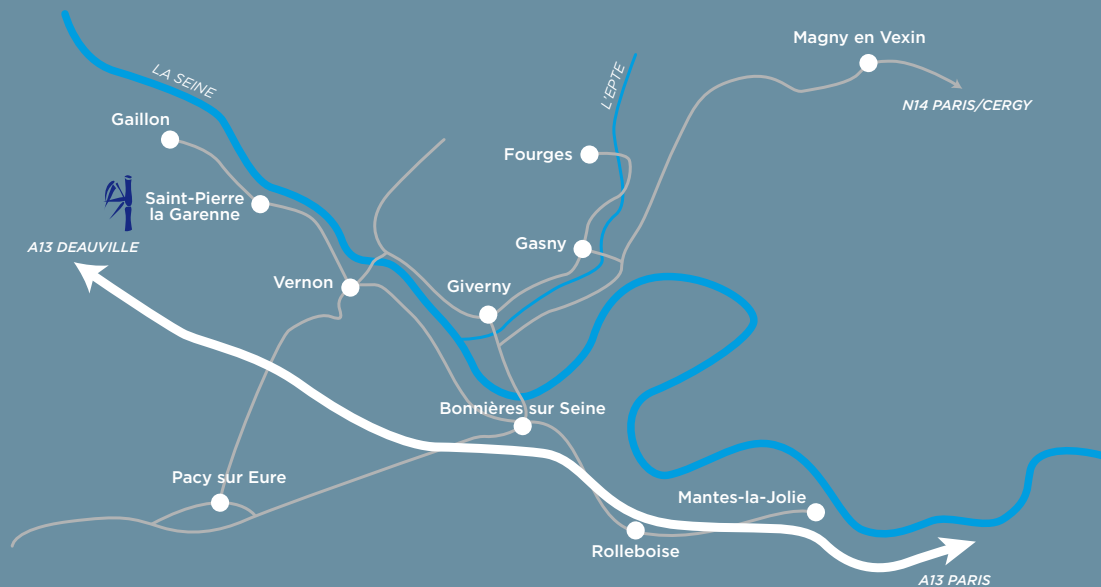 Magny en Vexin
LA SEINE
L'EPTE
N14 PARIS/CERGY
Gaillon
Fourges
Saint-Pierre
la Garenne
A13 DEAUVILLE
Gasny
Vernon
Giverny
Bonnières sur Seine
Pacy sur Eure
Mantes-la-Jolie
Rolleboise
A13 PARIS